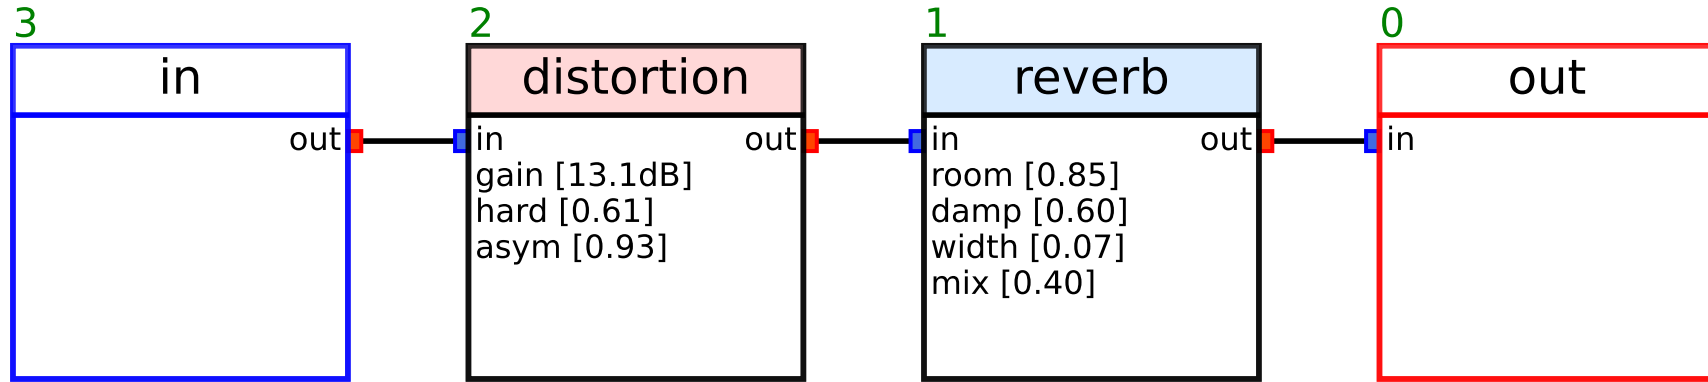 3
in
out
2
distortion
in
out
gain [13.1dB]
hard [0.61]
asym [0.93]
1
reverb
in
out
room [0.85]
damp [0.60]
width [0.07]
mix [0.40]
0
out
in